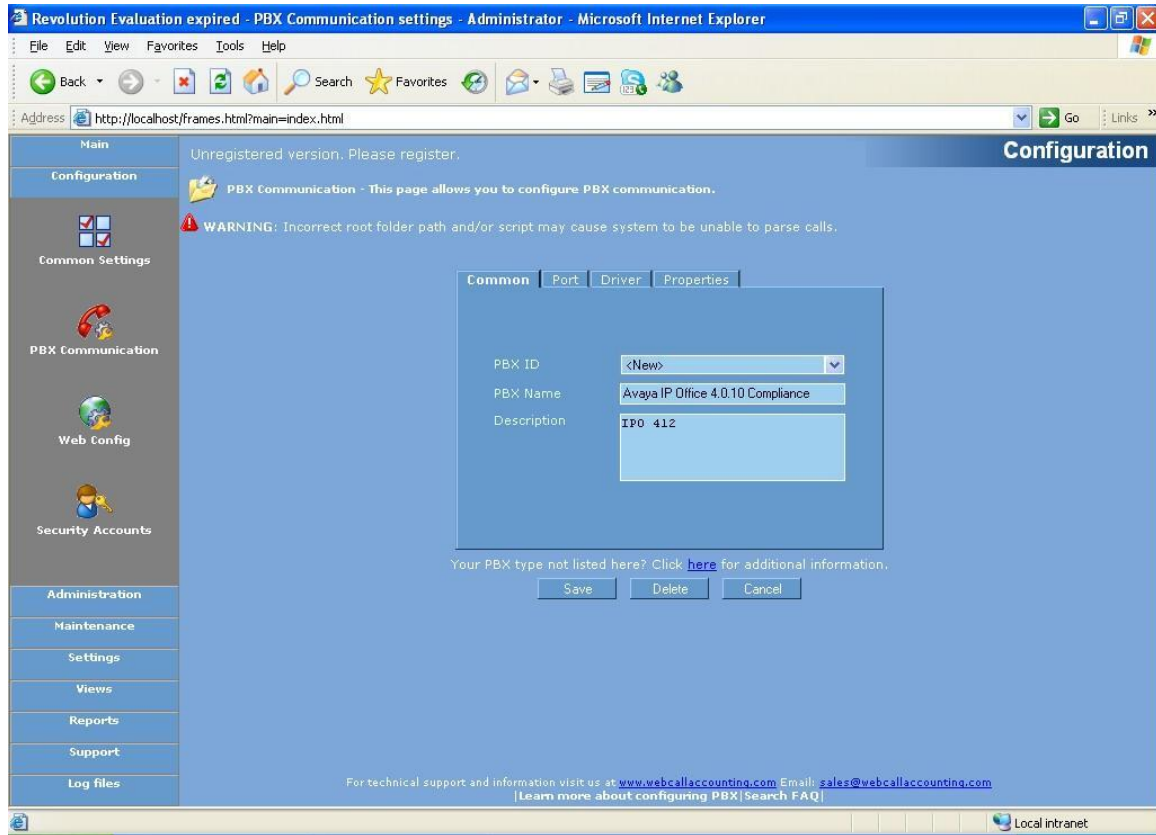 Revolution Evaluation expired - PBX Communication settings - Administrator - Microsoft Internet Explorer
File Edit View Favorites Tools Help
Back Search Favorites
Address http://localhost/frames.html?main=index.html Go Links »
Main
Configuration
Common Settings
PBX Communication
Web Config
Security Accounts
Administration
Maintenance
Settings
Views
Reports
Support
Log files
Unregistered version. Please register.
Configuration
PBX Communication - This page allows you to configure PBX communication.
WARNING: Incorrect root folder path and/or script may cause system to be unable to parse calls.
Common Port Driver Properties
PBX ID <New>
PBX Name Avaya IP Office 4.0.10 Compliance
Description IPO 412
Your PBX type not listed here? Click here for additional information.
Save Delete Cancel
For technical support and information visit us at www.webcallaccounting.com Email: sales@webcallaccounting.com
|Learn more about configuring PBX|Search FAQ|
Local intranet